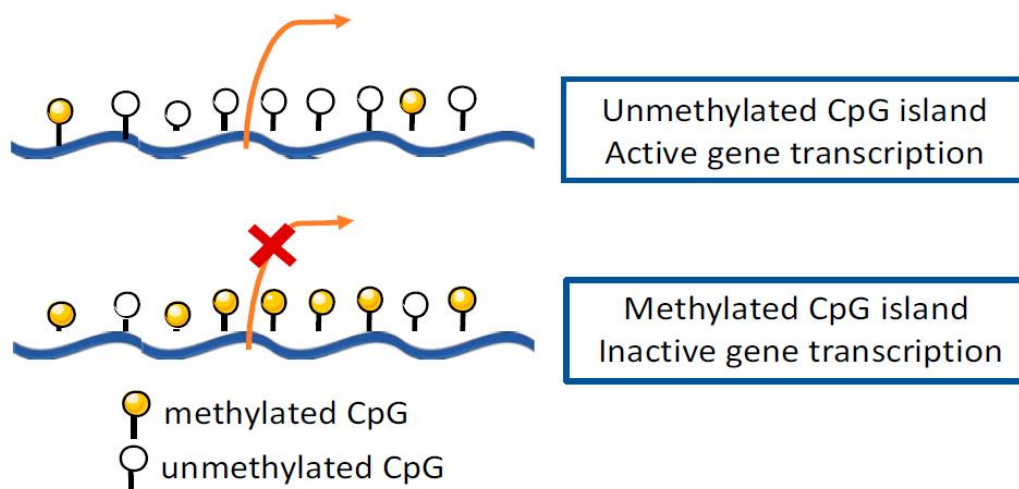 Unmethylated CpG island
Active gene transcription
Methylated CpG island
Inactive gene transcription
methylated CpG
unmethylated CpG